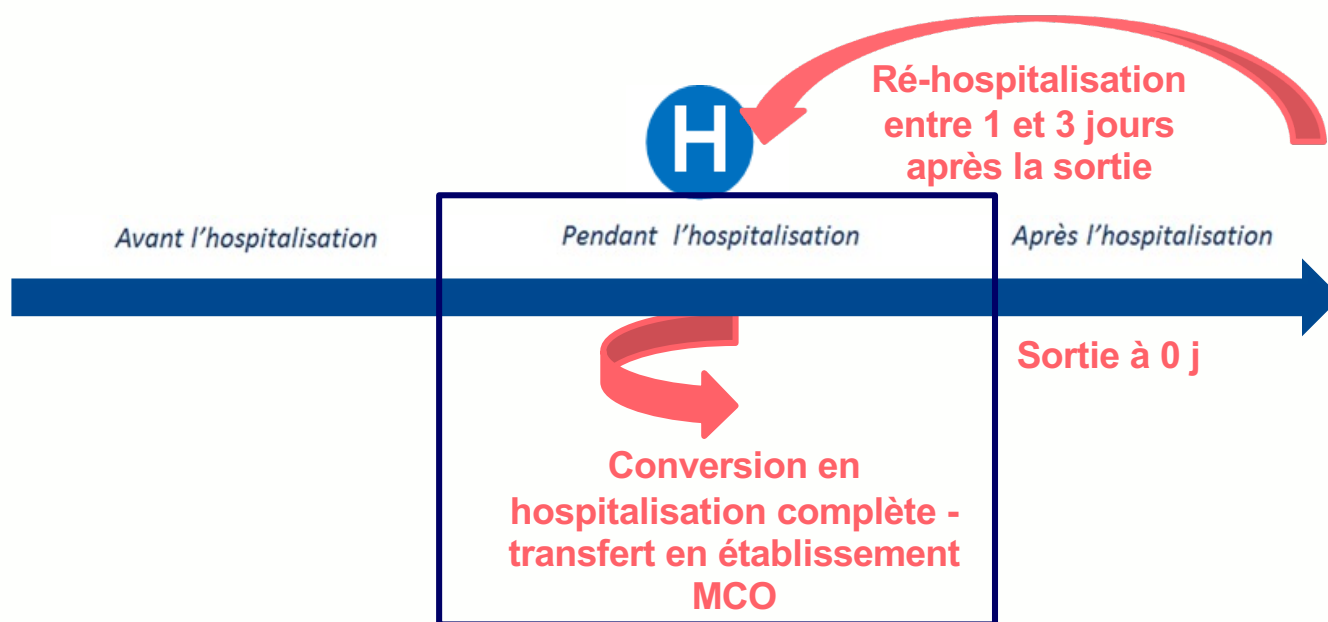 Ré-hospitalisation
entre 1 et 3 jours
après la sortie
H
Avant l'hospitalisation
Pendant l'hospitalisation
Après l'hospitalisation
Sortie à 0 j
Conversion en
hospitalisation complète -
transfert en établissement
MCO